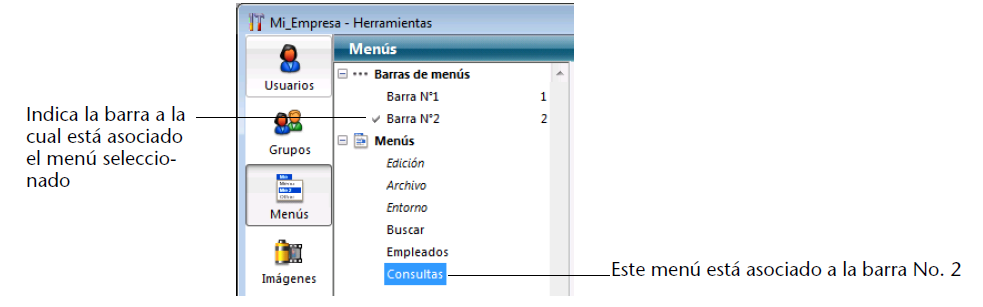 Mi_Empresa - Herramientas
Usuarios
Grupos
Menús
Imágenes
Menús
Barras de menús
Barra N°1 1
Barra N°2 2
Menús
Edición
Archivo
Entorno
Buscar
Empleados
Consultas
Indica la barra a la
cual está asociado
el menú seleccio-
nado
Este menú está asociado a la barra No. 2